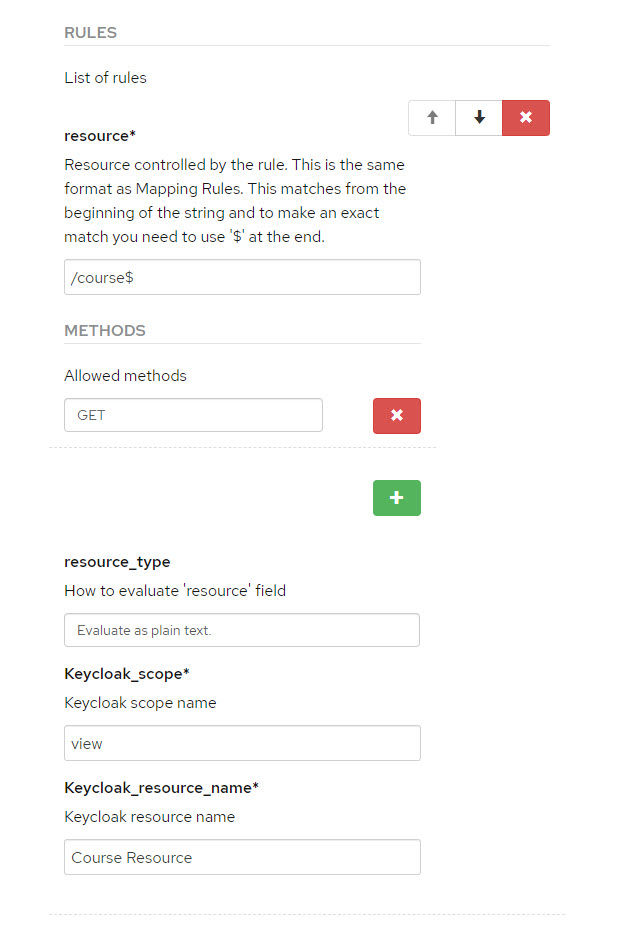 RULES
List of rules
resource*
Resource controlled by the rule. This is the same
format as Mapping Rules. This matches from the
beginning of the string and to make an exact
match you need to use '$' at the end.
/course$
METHODS
Allowed methods
GET
resource_type
How to evaluate 'resource' field
Evaluate as plain text.
Keycloak_scope*
Keycloak scope name
view
Keycloak_resource_name*
Keycloak resource name
Course Resource